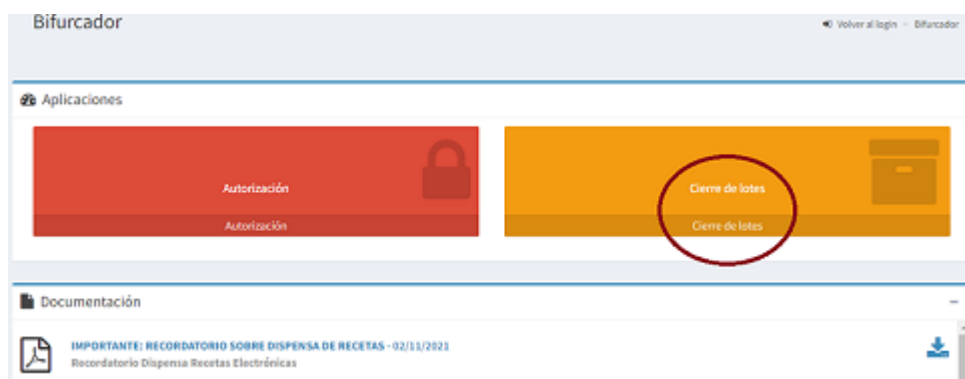 Bifurcador
Volver al login - Bifurcador
Aplicaciones
Autorización
Autorización
Cierre de lotes
Cierre de lotes
Documentación
IMPORTANTE: RECORDATORIO SOBRE DISPENSA DE RECETAS - 02/11/2021
Recordatorio Dispensa Recetas Electrónicas